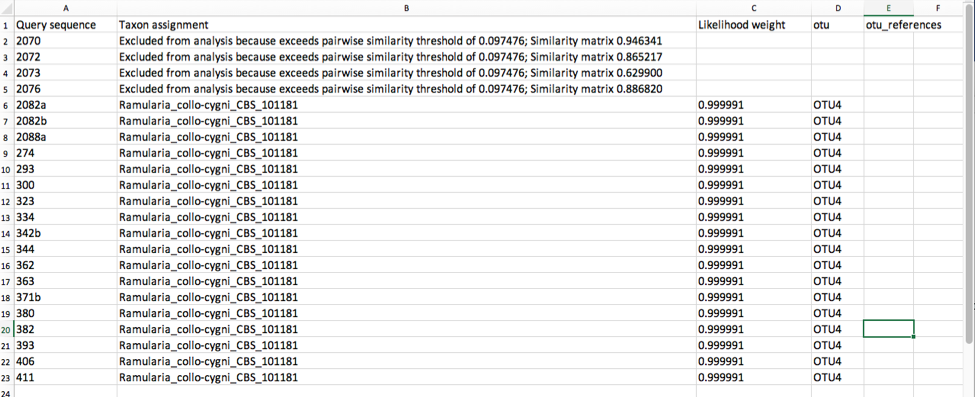 A B C D E F
1 Query sequence Taxon assignment Likelihood weight otu otu_references
2 2070 Excluded from analysis because exceeds pairwise similarity threshold of 0.097476; Similarity matrix 0.946341
3 2072 Excluded from analysis because exceeds pairwise similarity threshold of 0.097476; Similarity matrix 0.865217
4 2073 Excluded from analysis because exceeds pairwise similarity threshold of 0.097476; Similarity matrix 0.629900
5 2076 Excluded from analysis because exceeds pairwise similarity threshold of 0.097476; Similarity matrix 0.886820
6 2082a Ramularia_collo-cygni_CBS_101181 0.999991 OTU4
7 2082b Ramularia_collo-cygni_CBS_101181 0.999991 OTU4
8 2088a Ramularia_collo-cygni_CBS_101181 0.999991 OTU4
9 274 Ramularia_collo-cygni_CBS_101181 0.999991 OTU4
10 293 Ramularia_collo-cygni_CBS_101181 0.999991 OTU4
11 300 Ramularia_collo-cygni_CBS_101181 0.999991 OTU4
12 323 Ramularia_collo-cygni_CBS_101181 0.999991 OTU4
13 334 Ramularia_collo-cygni_CBS_101181 0.999991 OTU4
14 342b Ramularia_collo-cygni_CBS_101181 0.999991 OTU4
15 344 Ramularia_collo-cygni_CBS_101181 0.999991 OTU4
16 362 Ramularia_collo-cygni_CBS_101181 0.999991 OTU4
17 363 Ramularia_collo-cygni_CBS_101181 0.999991 OTU4
18 371b Ramularia_collo-cygni_CBS_101181 0.999991 OTU4
19 380 Ramularia_collo-cygni_CBS_101181 0.999991 OTU4
20 382 Ramularia_collo-cygni_CBS_101181 0.999991 OTU4
21 393 Ramularia_collo-cygni_CBS_101181 0.999991 OTU4
22 406 Ramularia_collo-cygni_CBS_101181 0.999991 OTU4
23 411 Ramularia_collo-cygni_CBS_101181 0.999991 OTU4
24